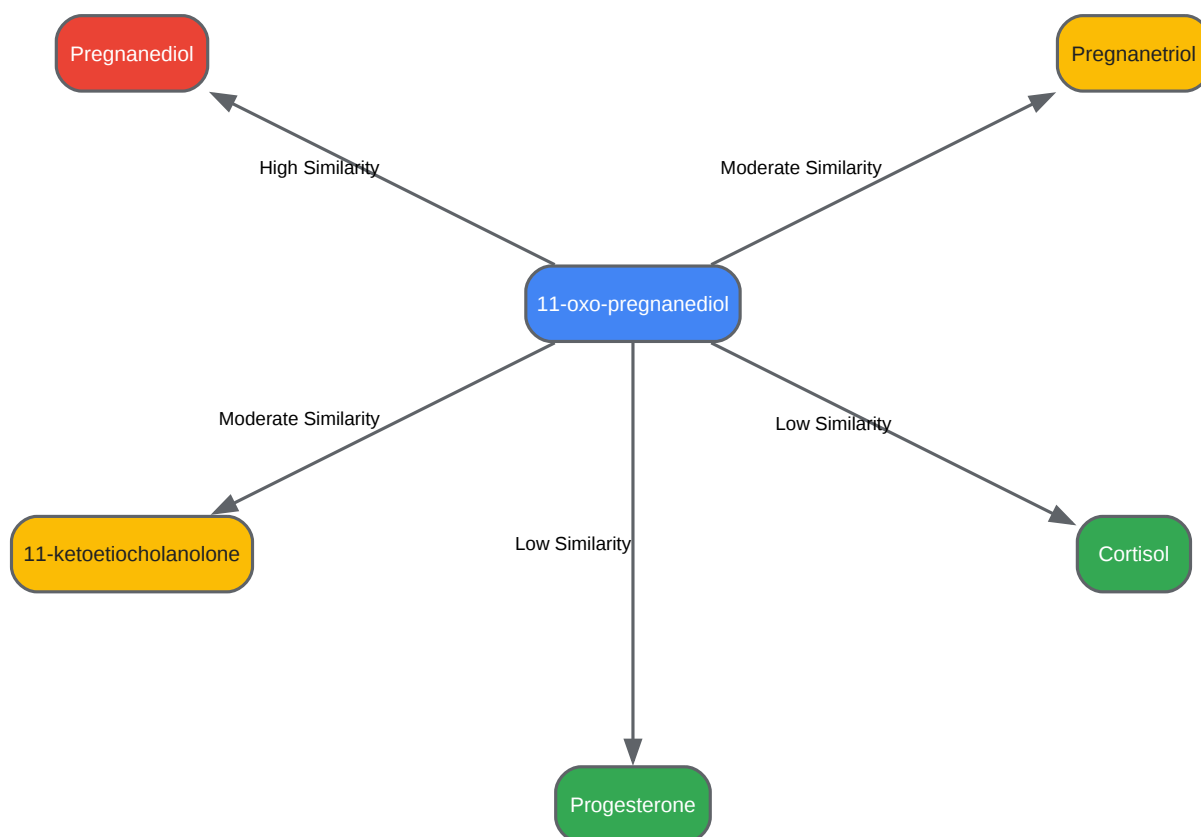 Pregnanediol
Pregnanetriol
High Similarity
Moderate Similarity
11-oxo-pregnanediol
Moderate Similarity
Low Similarity
Low Similarity
11-ketoetiocholanolone
Cortisol
Progesterone